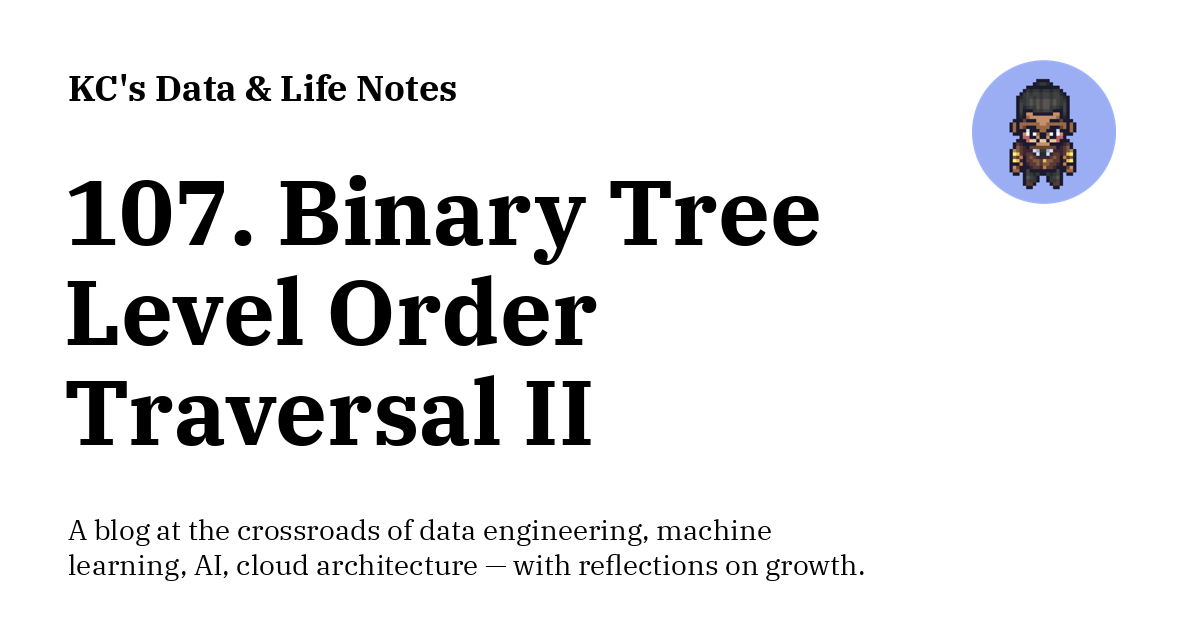 KC's Data & Life Notes
107. Binary Tree
Level Order
Traversal II
A blog at the crossroads of data engineering, machine
learning, AI, cloud architecture — with reflections on growth.